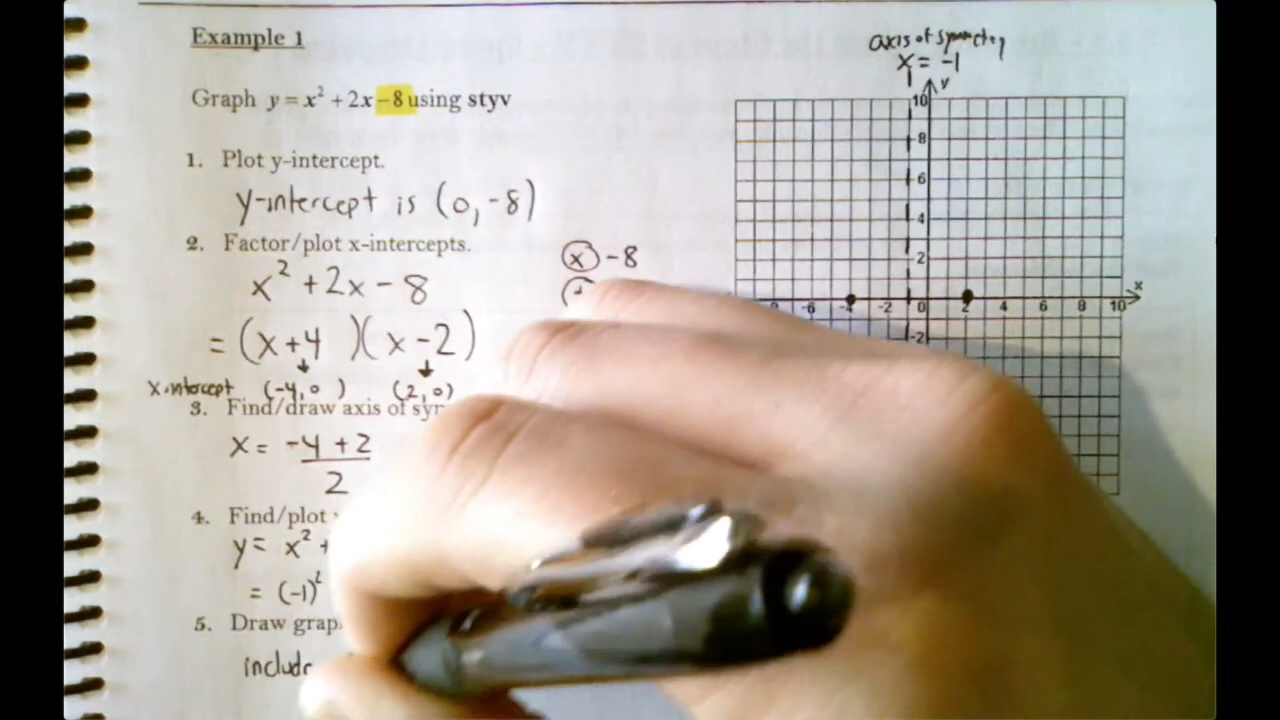 Example 1
axis of symmetry
x = -1
Graph y = x² + 2x - 8 using styv
1. Plot y-intercept.
y-intercept is (0, -8)
2. Factor/plot x-intercepts.
x² + 2x - 8
(x) - 8
= (x+4 )(x-2)
x-intercept (-4,0 ) (2,0)
3. Find/draw axis of
x = -4+2
2
4. Find/plot
y = x² +
= (-1)²
5. Draw
y
10
8
6
4
2
-6 -4 -2 0 2 4 6 8 10 x
-2